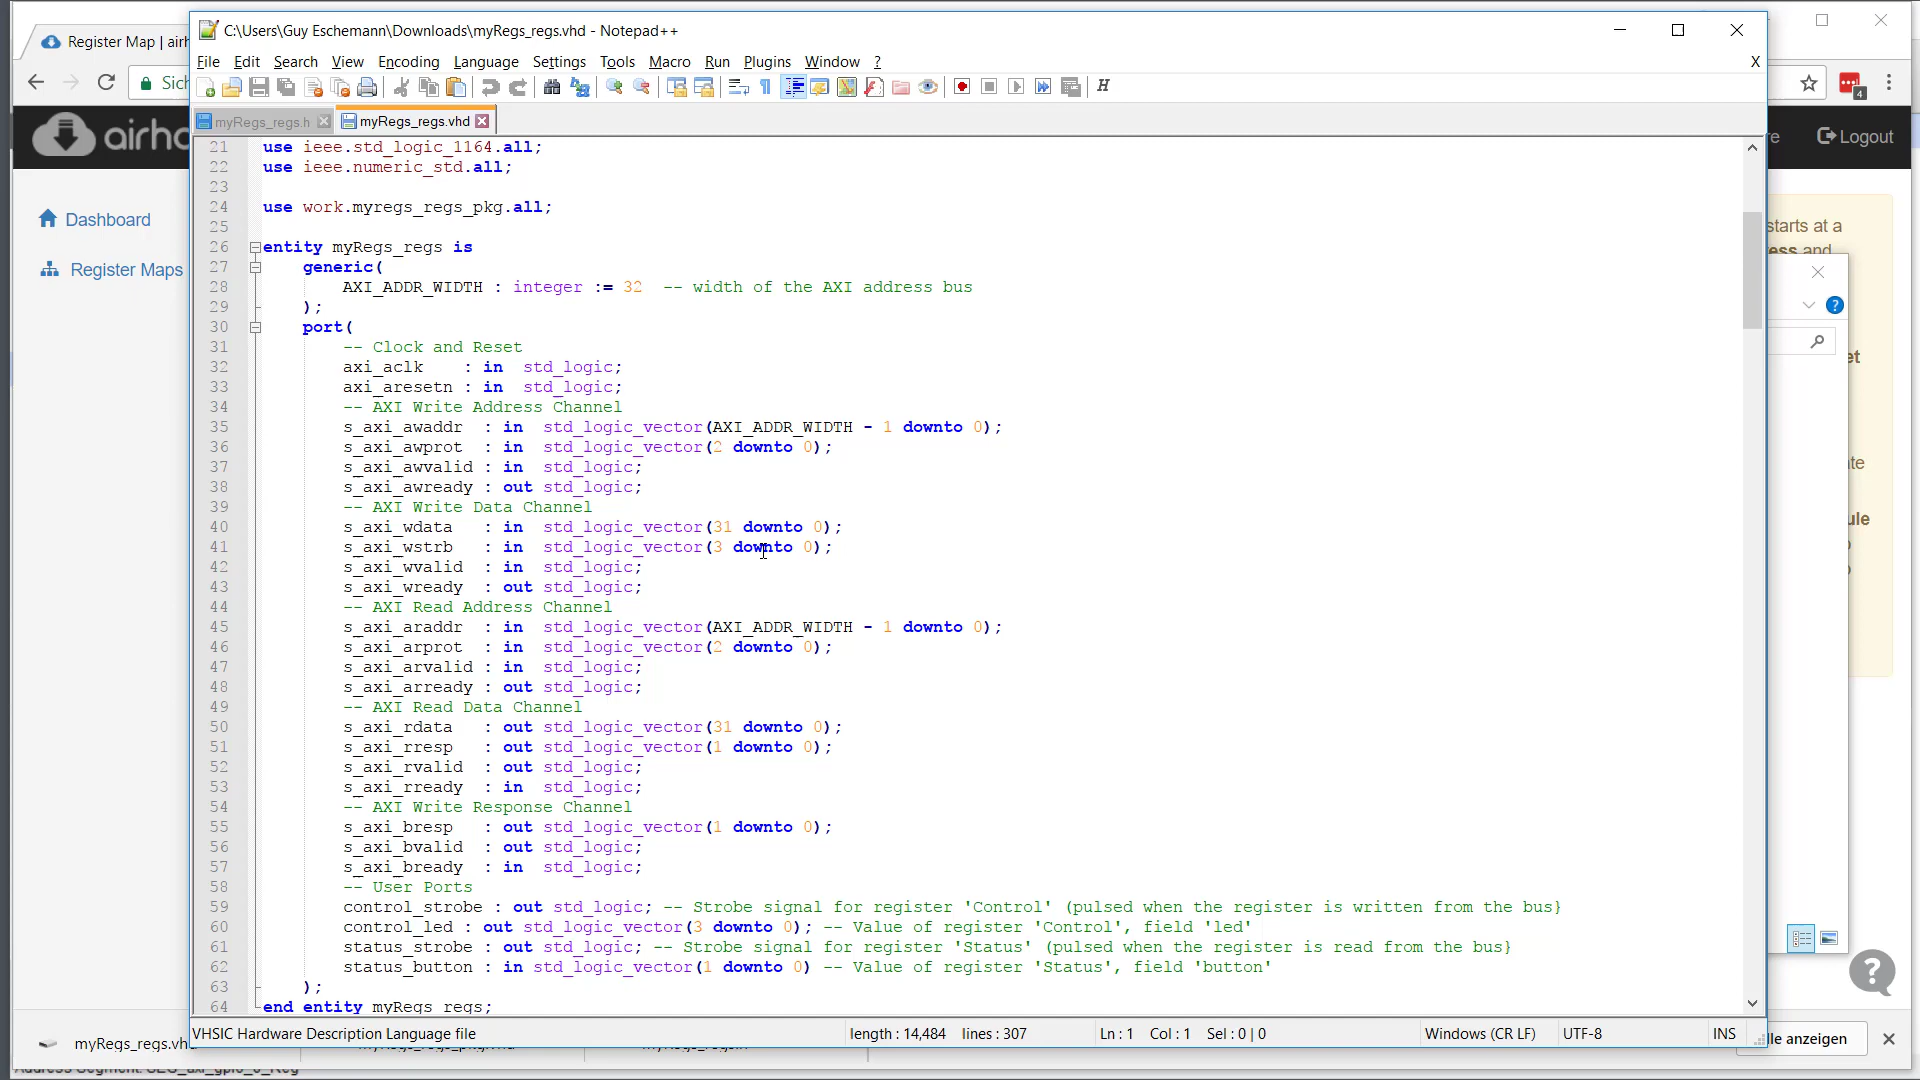 Register Map | airh
C:\Users\Guy Eschemann\Downloads\myRegs_regs.vhd - Notepad++
File Edit Search View Encoding Language Settings Tools Macro Run Plugins Window ? X
Sich
4
myRegs_regs.h myRegs_regs.vhd
airh
Logout
Dashboard
Register Maps
21 use ieee.std_logic_1164.all;
22 use ieee.numeric_std.all;
23
24 use work.myregs_regs_pkg.all;
25
26 entity myRegs_regs is
27 generic(
28 AXI_ADDR_WIDTH : integer := 32 -- width of the AXI address bus
29 );
30 port(
31 -- Clock and Reset
32 axi_aclk : in std_logic;
33 axi_aresetn : in std_logic;
34 -- AXI Write Address Channel
35 s_axi_awaddr : in std_logic_vector(AXI_ADDR_WIDTH - 1 downto 0);
36 s_axi_awprot : in std_logic_vector(2 downto 0);
37 s_axi_awvalid : in std_logic;
38 s_axi_awready : out std_logic;
39 -- AXI Write Data Channel
40 s_axi_wdata : in std_logic_vector(31 downto 0);
41 s_axi_wstrb : in std_logic_vector(3 downto 0);
42 s_axi_wvalid : in std_logic;
43 s_axi_wready : out std_logic;
44 -- AXI Read Address Channel
45 s_axi_araddr : in std_logic_vector(AXI_ADDR_WIDTH - 1 downto 0);
46 s_axi_arprot : in std_logic_vector(2 downto 0);
47 s_axi_arvalid : in std_logic;
48 s_axi_arready : out std_logic;
49 -- AXI Read Data Channel
50 s_axi_rdata : out std_logic_vector(31 downto 0);
51 s_axi_rresp : out std_logic_vector(1 downto 0);
52 s_axi_rvalid : out std_logic;
53 s_axi_rready : in std_logic;
54 -- AXI Write Response Channel
55 s_axi_bresp : out std_logic_vector(1 downto 0);
56 s_axi_bvalid : out std_logic;
57 s_axi_bready : in std_logic;
58 -- User Ports
59 control_strobe : out std_logic; -- Strobe signal for register 'Control' (pulsed when the register is written from the bus}
60 control_led : out std_logic_vector(3 downto 0); -- Value of register 'Control', field 'led'
61 status_strobe : out std_logic; -- Strobe signal for register 'Status' (pulsed when the register is read from the bus}
62 status_button : in std_logic_vector(1 downto 0) -- Value of register 'Status', field 'button'
63 );
64 end entity myRegs_regs;
starts at a
VHSIC Hardware Description Language file length : 14,484 lines : 307 Ln : 1 Col : 1 Sel : 0 | 0 Windows (CR LF) UTF-8 INS
myRegs_regs.vh
lle anzeigen